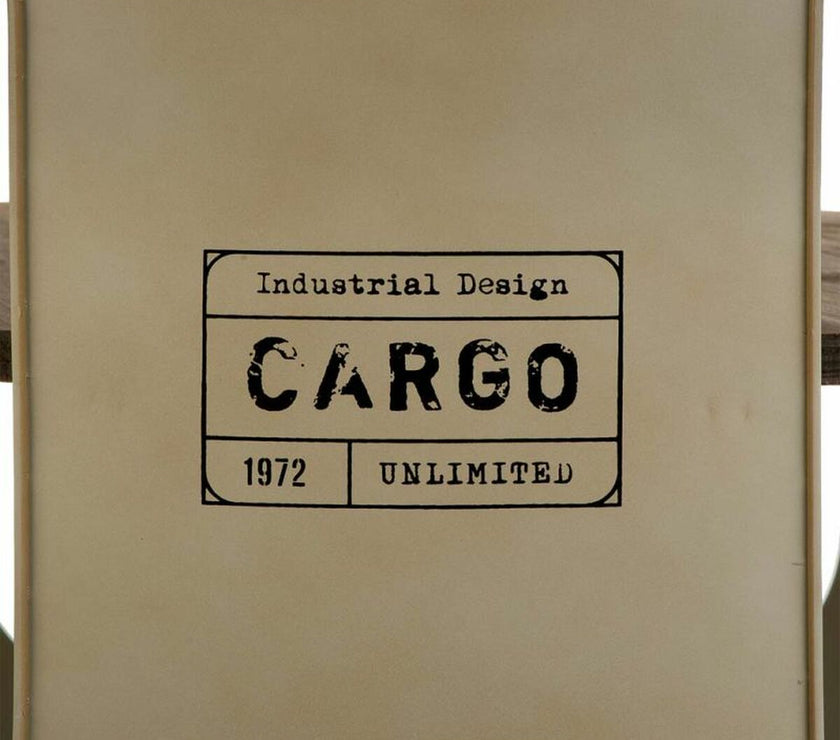 Industrial Design
CARGO
1972 UNLIMITED